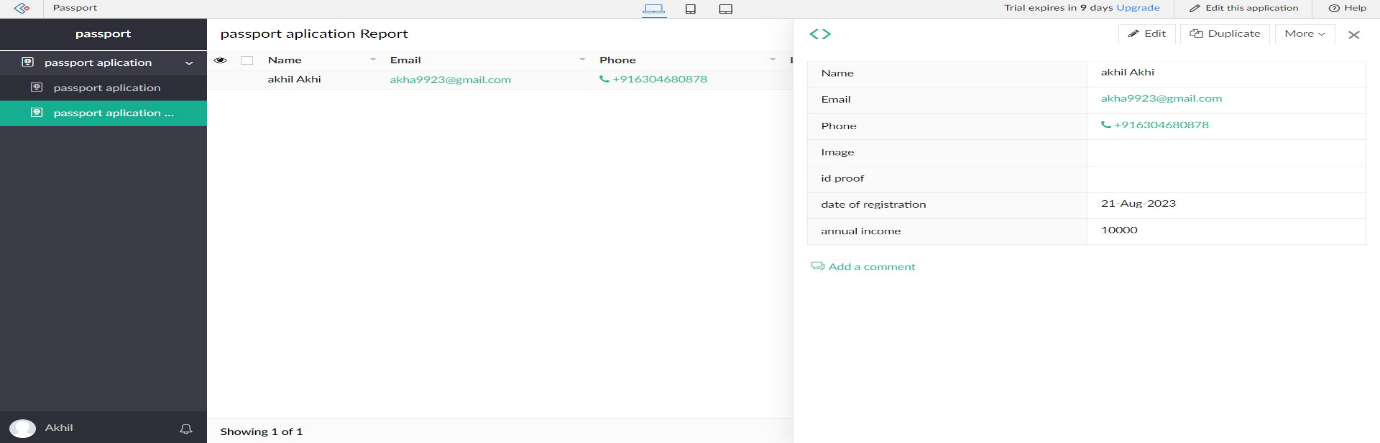 Passport
Trial expires in 9 days Upgrade
Edit this application
Help
passport
passport aplication
passport aplication
passport aplication ...
Akhil
passport aplication Report
Name Email Phone
akhil Akhi akha9923@gmail.com +916304680878
Showing 1 of 1
Edit Duplicate More
Name akhil Akhi
Email akha9923@gmail.com
Phone +916304680878
Image
id proof
date of registration 21-Aug-2023
annual income 10000
Add a comment